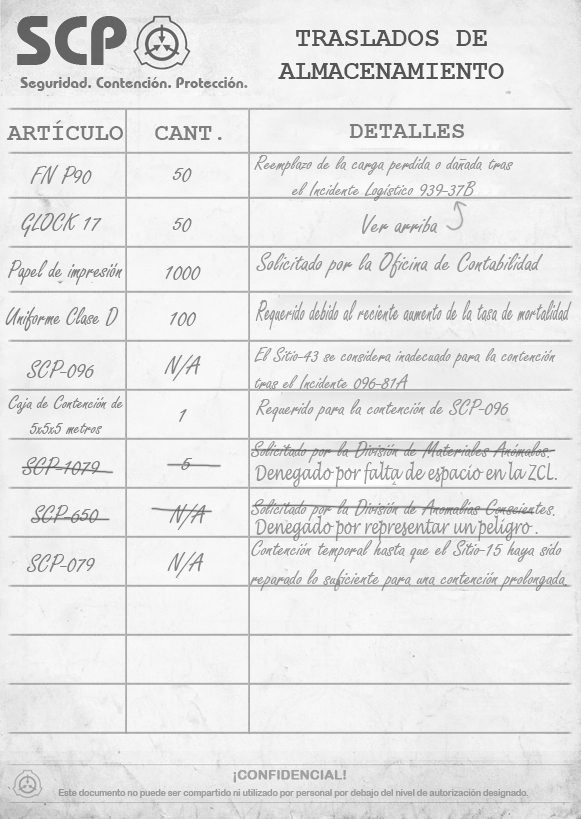 SCP
Seguridad. Contención. Protección.
TRASLADOS DE
ALMACENAMIENTO
ARTÍCULO CANT. DETALLES
FN P90 50 Reemplazo de la carga perdida o dañada tras
el Incidente Logístico 939-37B
GLOCK 17 50 Ver arriba
Papel de impresión 1000 Solicitado por la Oficina de Contabilidad
Uniforme Clase D 100 Requerido debido al reciente aumento de la tasa de mortalidad
SCP-096 N/A El Sitio-43 se considera inadecuado para la contención
tras el Incidente 096-81A
Caja de Contención de
5x5x5 metros 1 Requerido para la contención de SCP-096
SCP-1079 5 Solicitado por la División de Materiales Anómalos.
Denegado por falta de espacio en la ZCL.
SCP-650 N/A Solicitado por la División de Anomalías Conscientes.
Denegado por representar un peligro.
SCP-079 N/A Contención temporal hasta que el Sitio-15 haya sido
reparado lo suficiente para una contención prolongada.
¡CONFIDENCIAL!
Este documento no puede ser compartido ni utilizado por personal por debajo del nivel de autorización designado.